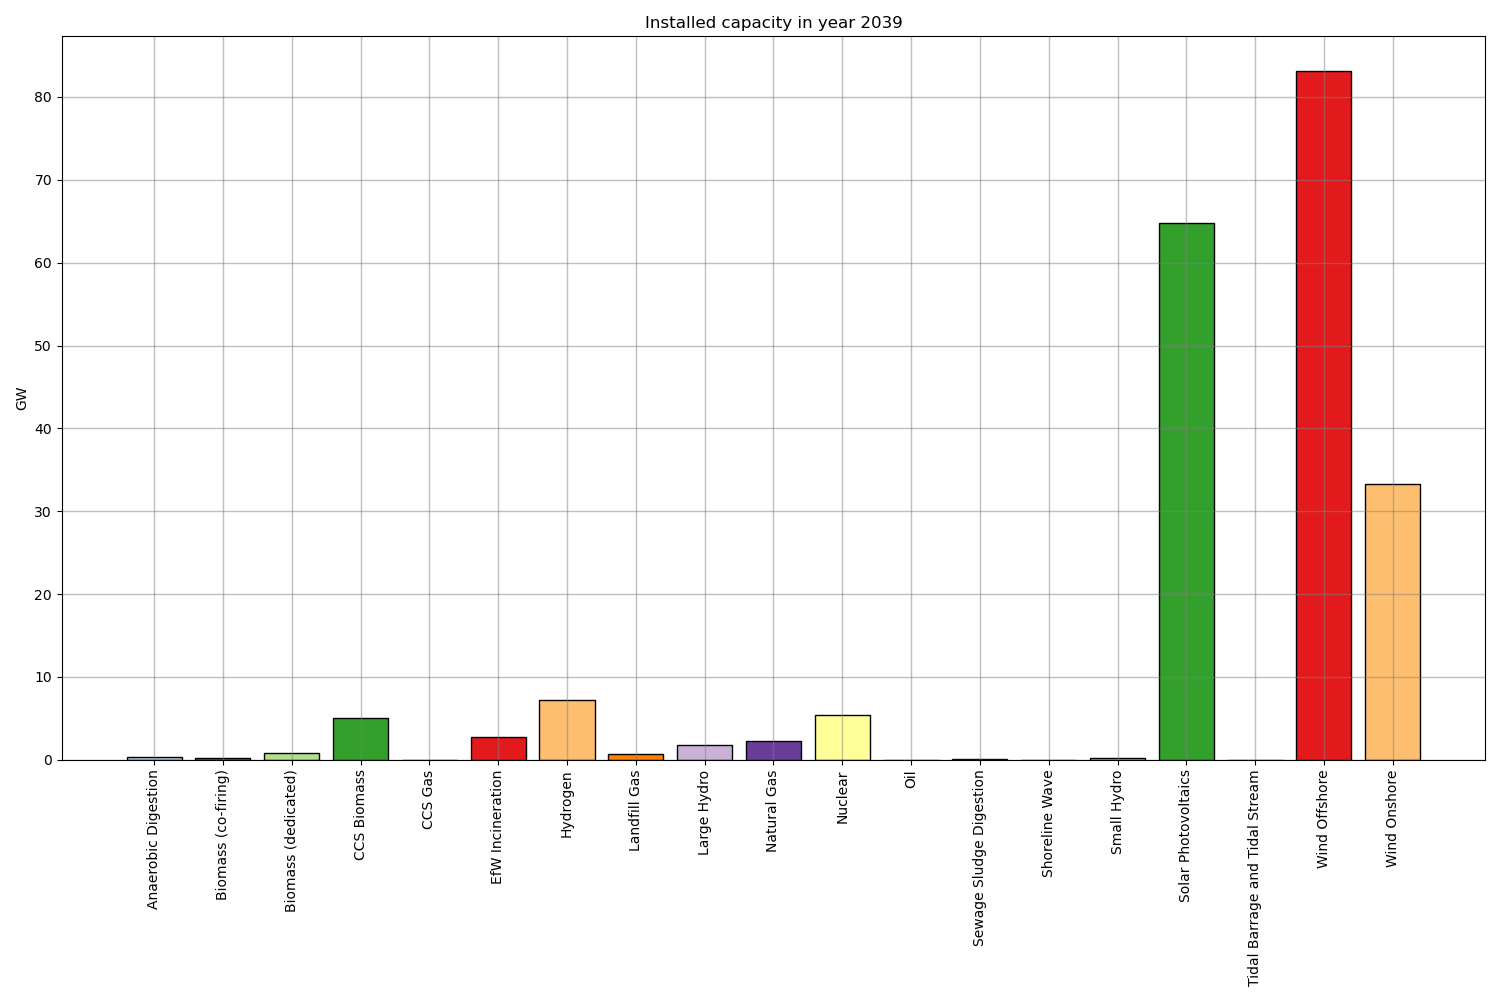 Installed capacity in year 2039
GW
80
70
60
50
40
30
20
10
0
Anaerobic Digestion
Biomass (co-firing)
Biomass (dedicated)
CCS Biomass
CCS Gas
EfW Incineration
Hydrogen
Landfill Gas
Large Hydro
Natural Gas
Nuclear
Oil
Sewage Sludge Digestion
Shoreline Wave
Small Hydro
Solar Photovoltaics
Tidal Barrage and Tidal Stream
Wind Offshore
Wind Onshore